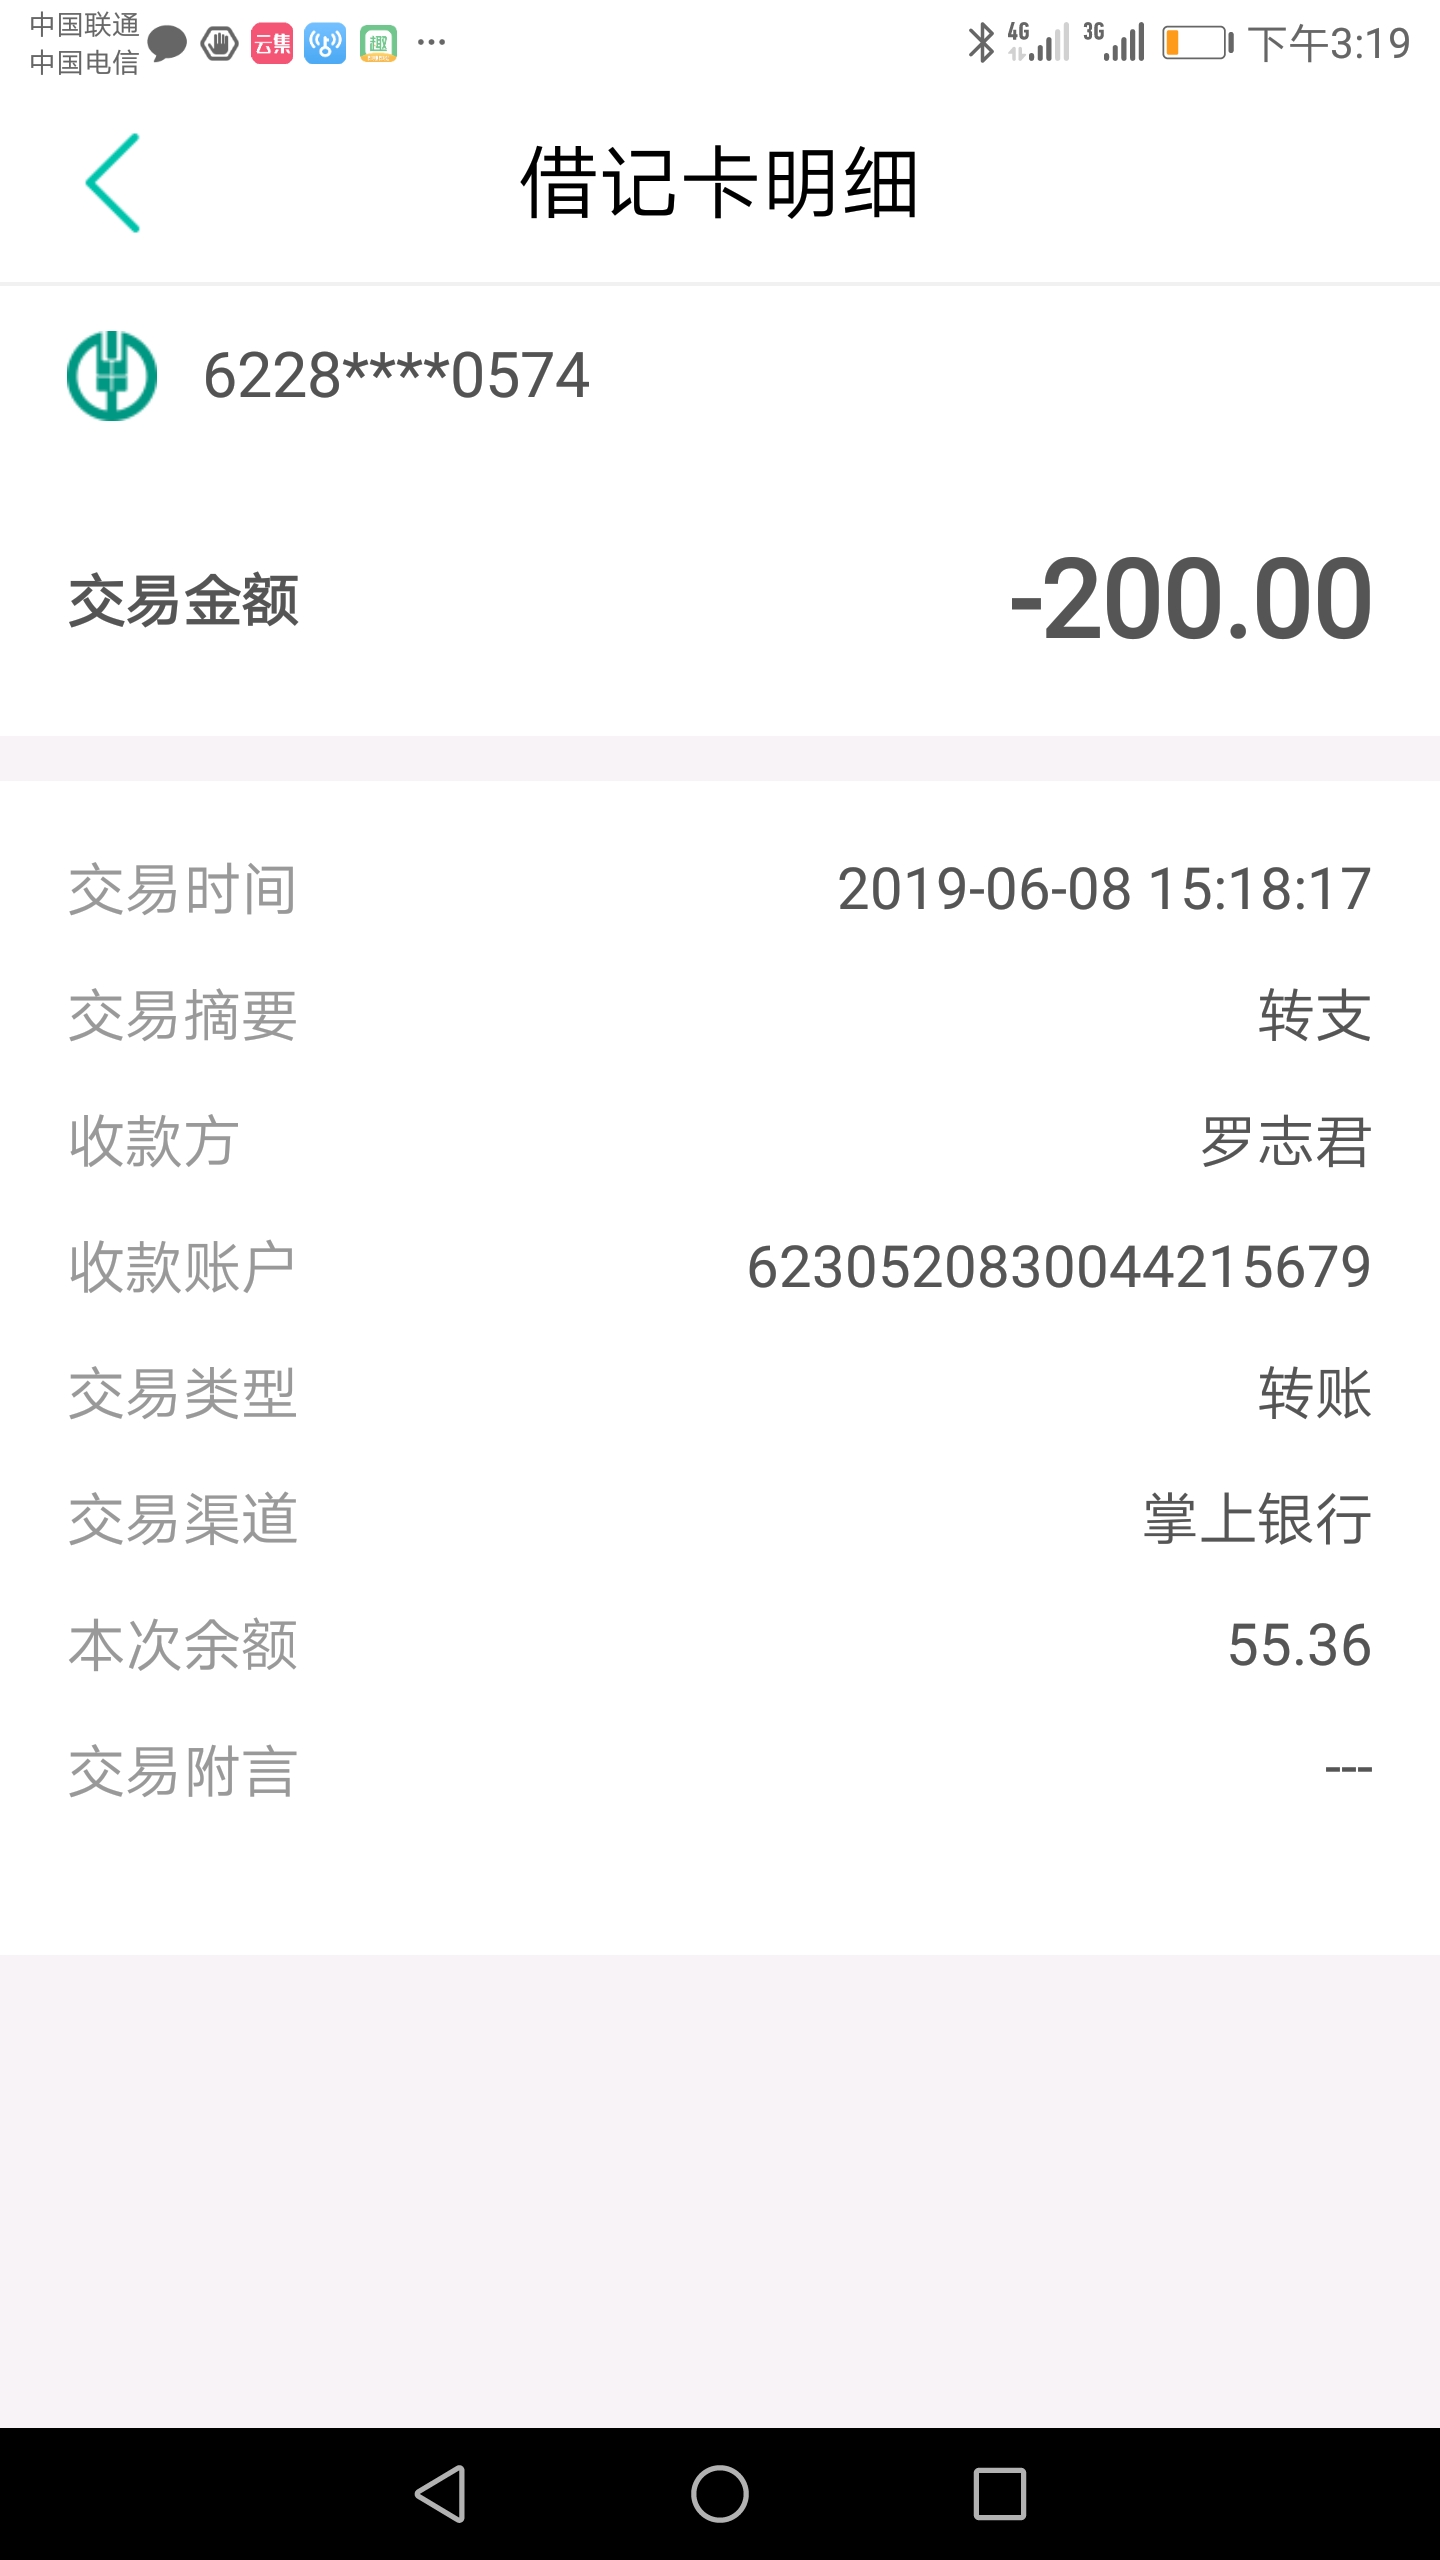 中国联通
中国电信
云集
趣
4G
3G
下午3:19
借记卡明细
6228****0574
交易金额 -200.00
交易时间 2019-06-08 15:18:17
交易摘要 转支
收款方 罗志君
收款账户 6230520830044215679
交易类型 转账
交易渠道 掌上银行
本次余额 55.36
交易附言 ---